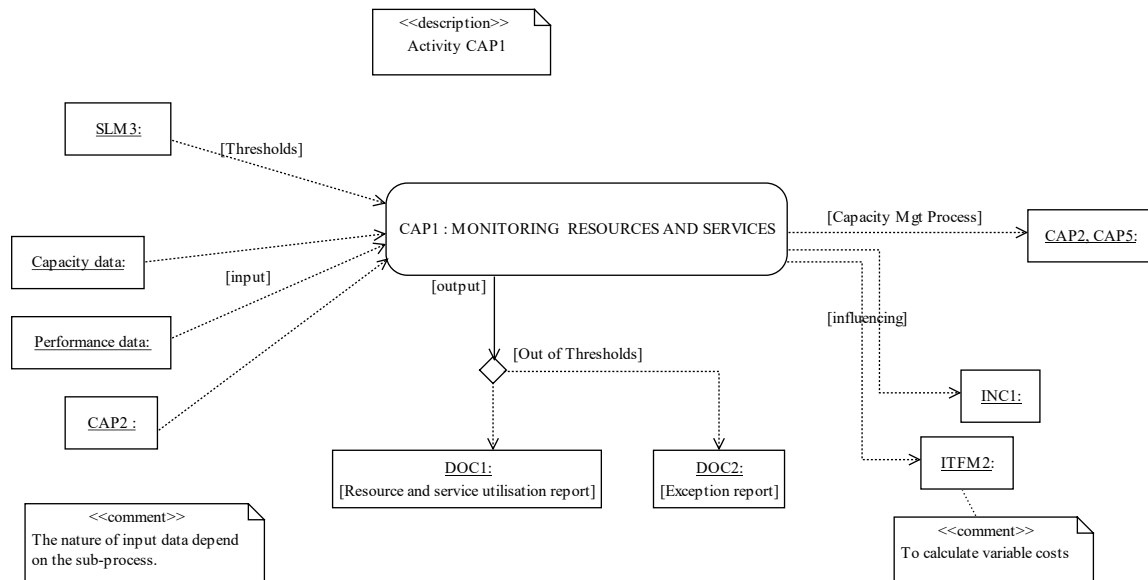 <<description>>
Activity CAP1
SLM3:
[Thresholds]
CAP1 : MONITORING RESOURCES AND SERVICES
[Capacity Mgt Process]
CAP2, CAP5:
Capacity data:
[input]
[output]
Performance data:
[influencing]
[Out of Thresholds]
CAP2 :
INC1:
DOC1:
[Resource and service utilisation report]
DOC2:
[Exception report]
ITFM2:
<<comment>>
The nature of input data depend
on the sub-process.
<<comment>>
To calculate variable costs